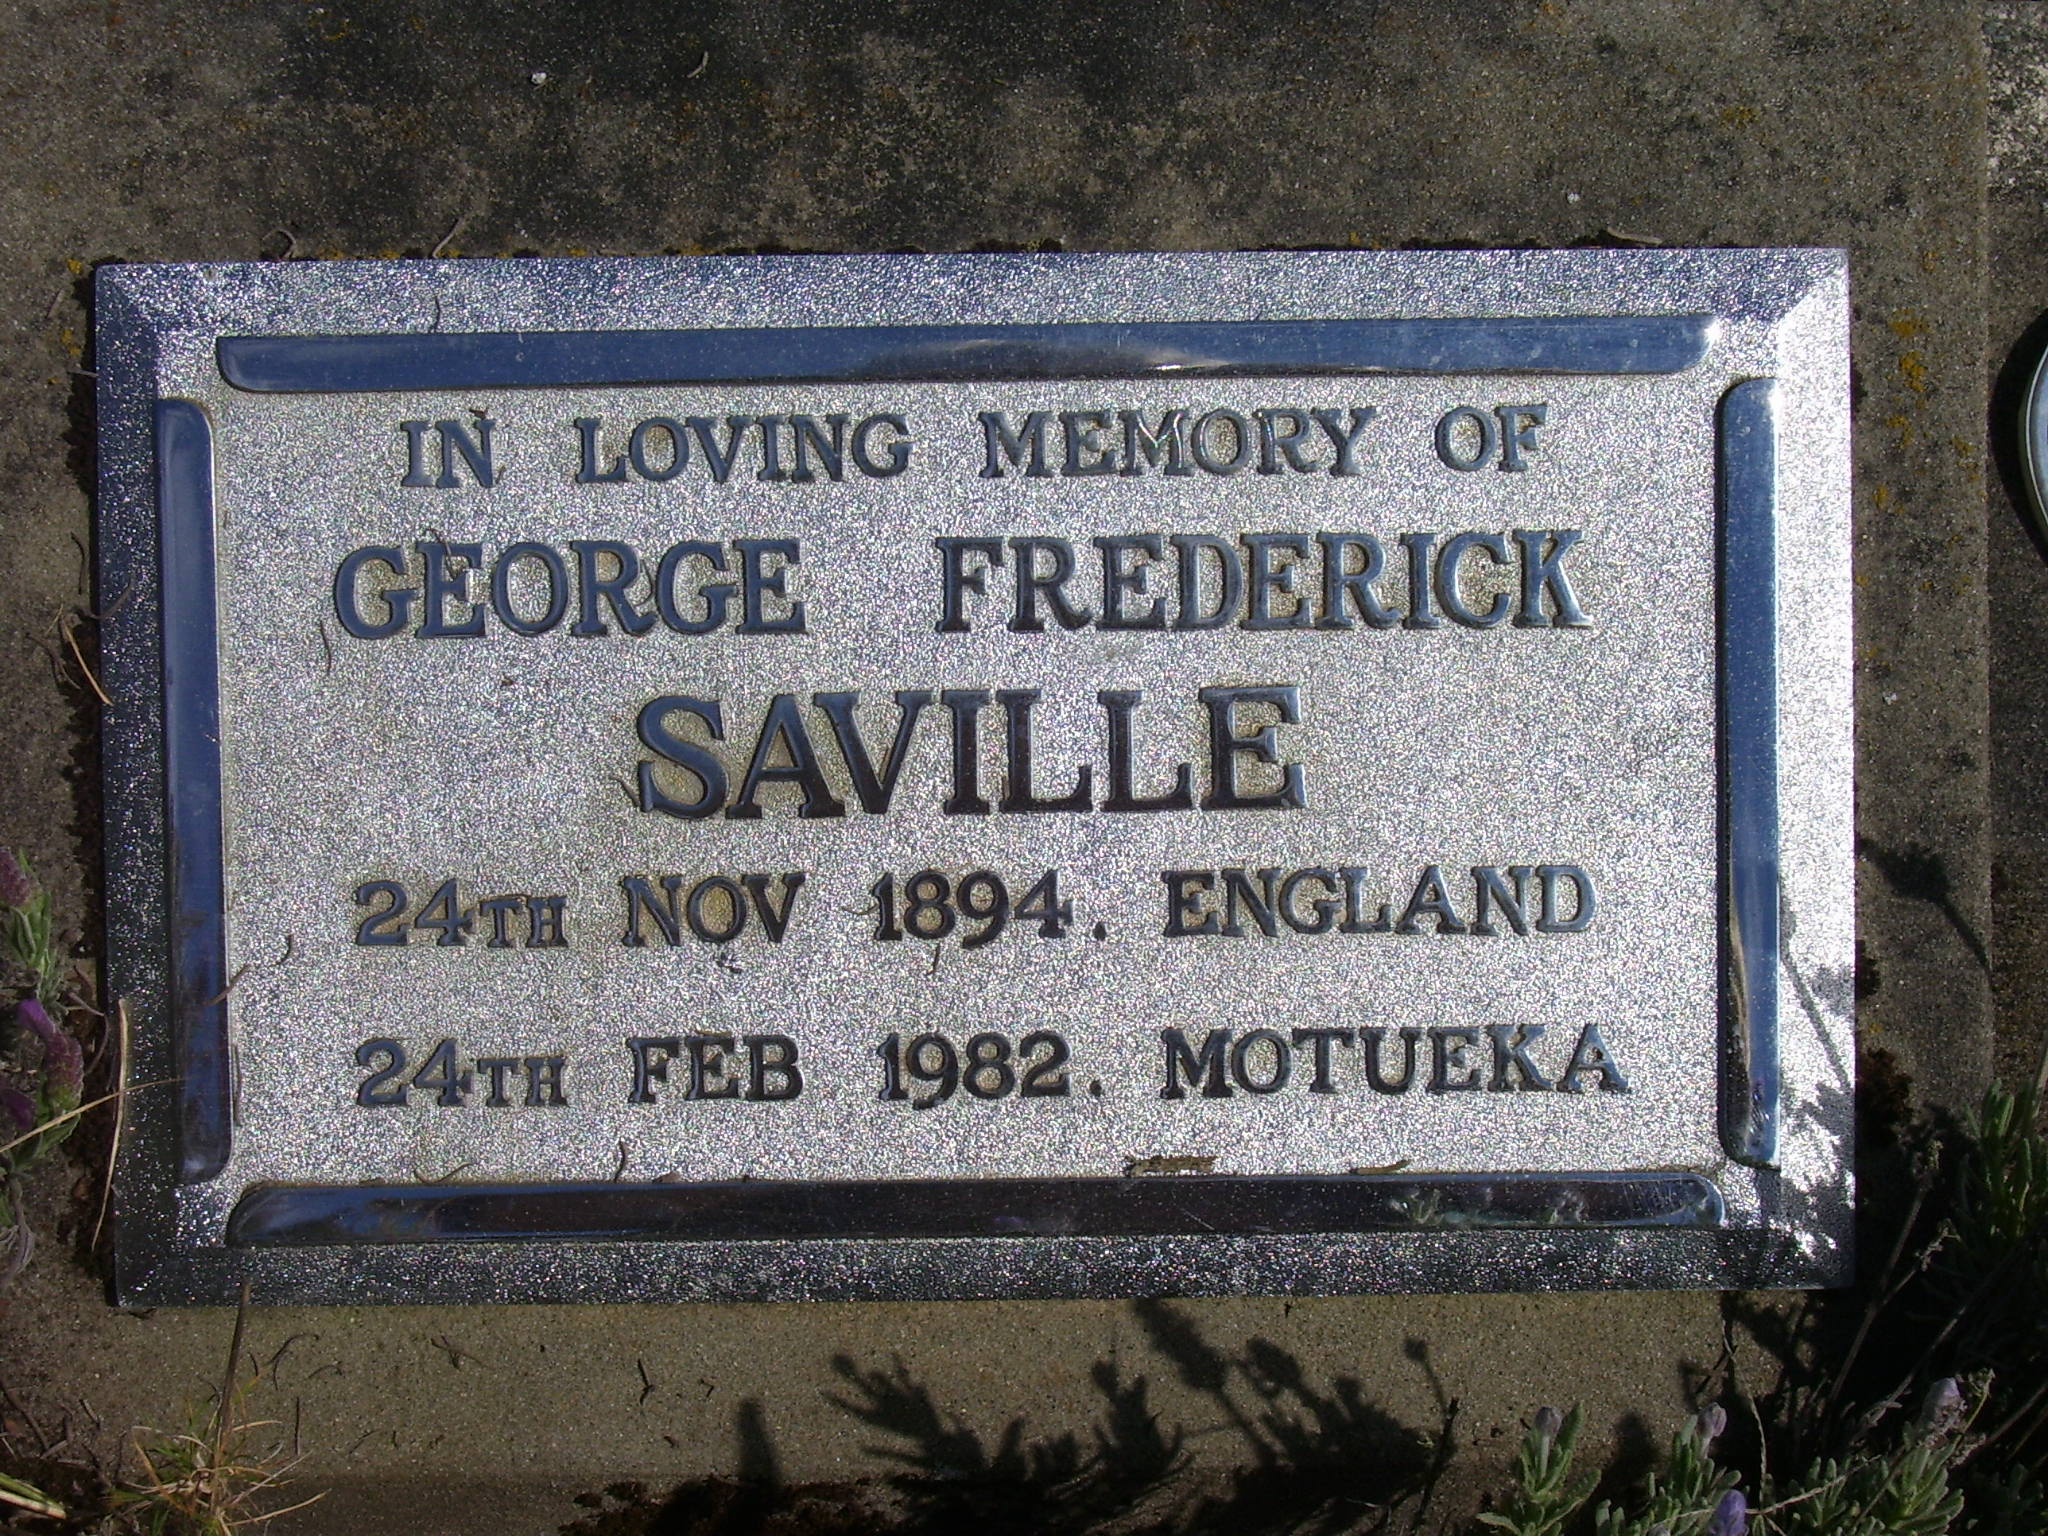 IN LOVING MEMORY OF
GEORGE FREDERICK
SAVILLE
24TH NOV 1894. ENGLAND
24TH FEB 1982. MOTUEKA